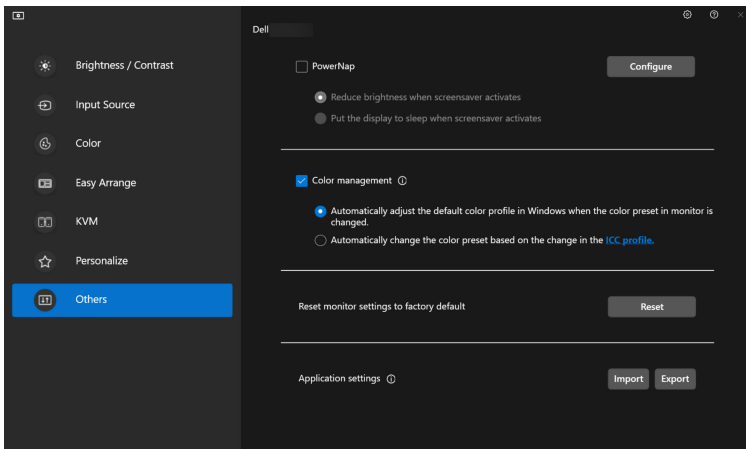 Dell
Brightness / Contrast
Input Source
Color
Easy Arrange
KVM
Personalize
Others
PowerNap
Configure
Reduce brightness when screensaver activates
Put the display to sleep when screensaver activates
Color management
Automatically adjust the default color profile in Windows when the color preset in monitor is
changed.
Automatically change the color preset based on the change in the ICC profile.
Reset monitor settings to factory default
Reset
Application settings
Import
Export